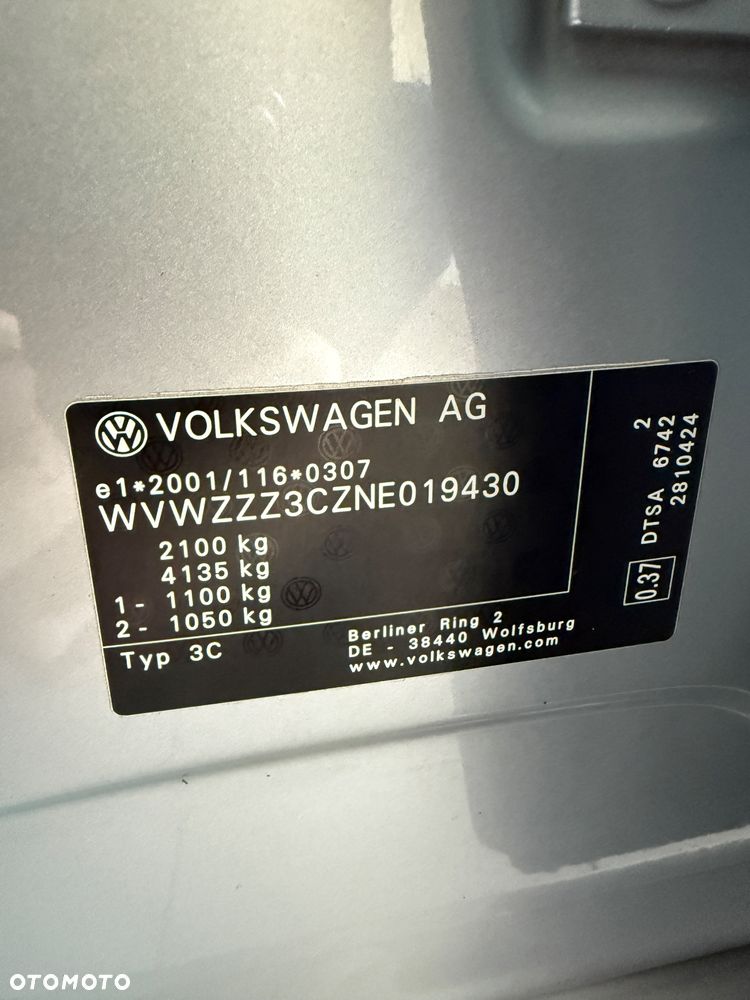 VOLKSWAGEN AG
e1*2001/116*0307
WVWZZZ3CZNE019430
2100 kg
4135 kg
1 - 1100 kg
2 - 1050 kg
Typ 3C
Berliner Ring 2
DE - 38440 Wolfsburg
www.volkswagen.com
0.37
DTSA 6742 2
2810424
OTOMOTO